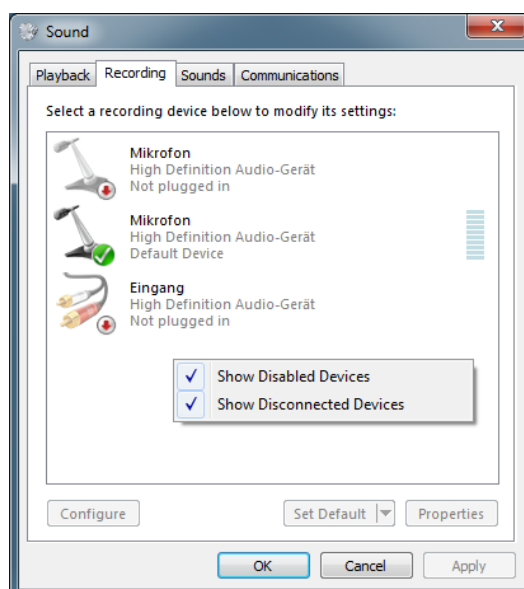 Sound
Playback Recording Sounds Communications
Select a recording device below to modify its settings:
Mikrofon
High Definition Audio-Gerät
Not plugged in
Mikrofon
High Definition Audio-Gerät
Default Device
Eingang
High Definition Audio-Gerät
Not plugged in
Show Disabled Devices
Show Disconnected Devices
Configure Set Default Properties
OK Cancel Apply